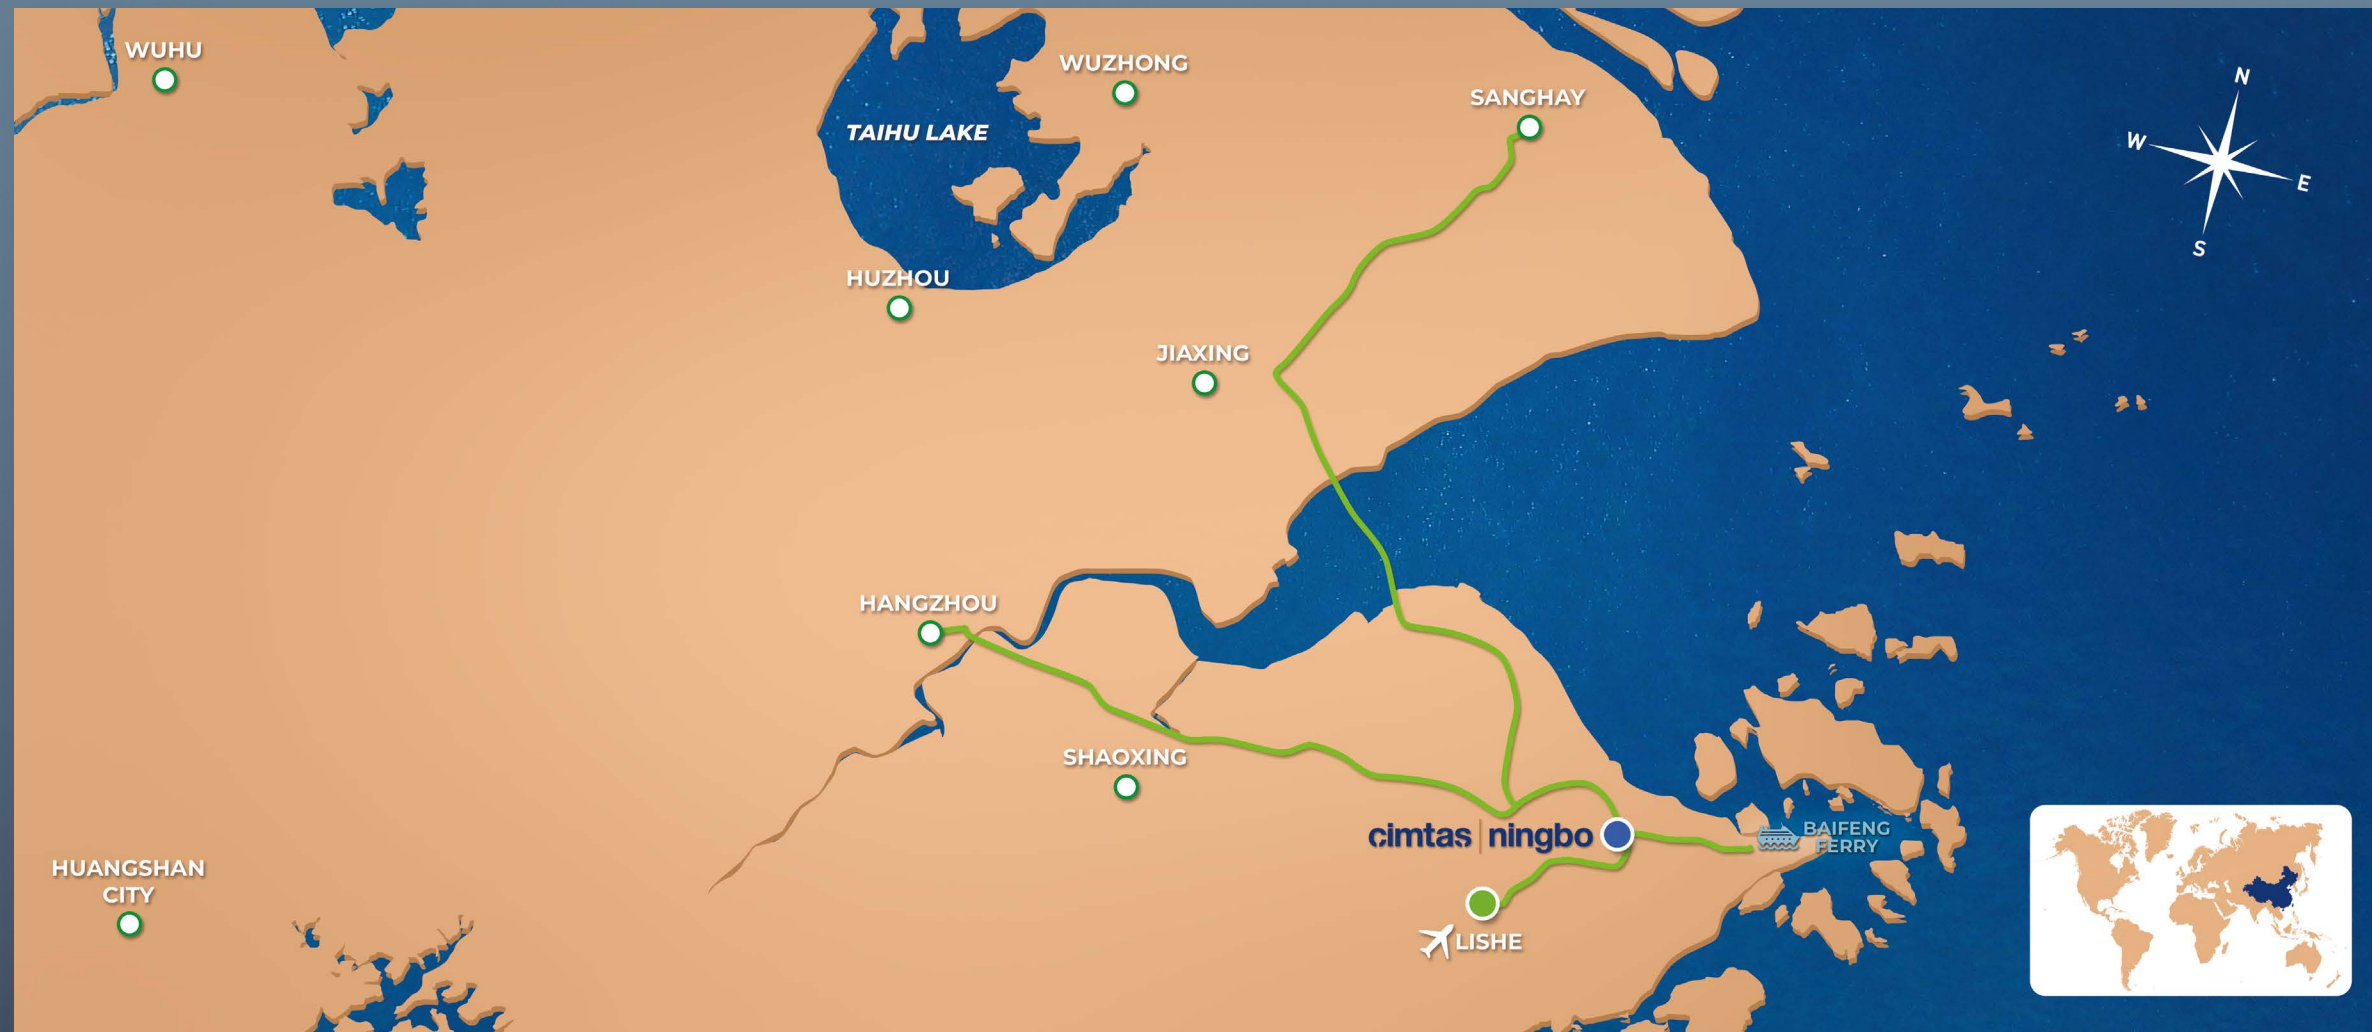 WUHU
WUZHONG
SANGHAY
N
W
E
S
TAIHU LAKE
HUZHOU
JIAXING
HANGZHOU
SHAOXING
cimtas | ningbo
BAIFENG
FERRY
HUANGSHAN
CITY
LISHE